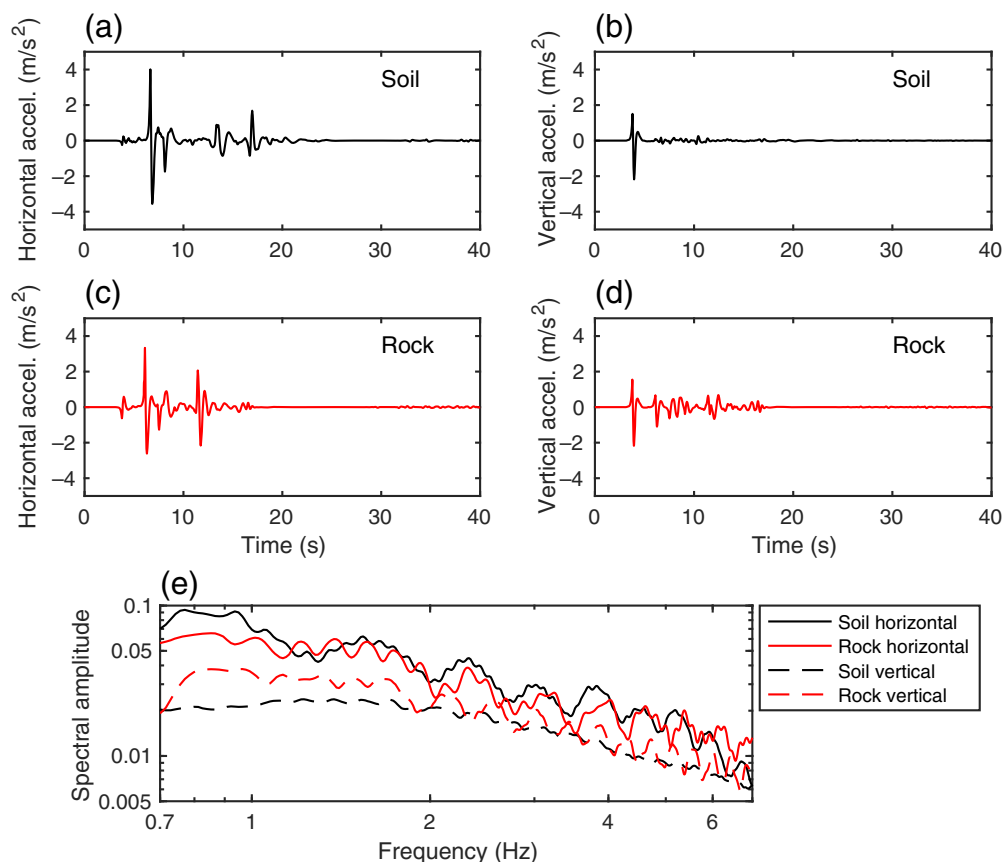 (a)
Horizontal accel. (m/s²)
4
2
0
−2
−4
Soil
0
10
20
30
40
(b)
Vertical accel. (m/s²)
4
2
0
−2
−4
Soil
0
10
20
30
40
(c)
Horizontal accel. (m/s²)
4
2
0
−2
−4
Rock
0
10
20
30
40
Time (s)
(d)
Vertical accel. (m/s²)
4
2
0
−2
−4
Rock
0
10
20
30
40
Time (s)
(e)
Spectral amplitude
0.1
0.05
0.01
0.005
0.7
1
2
4
6
Frequency (Hz)
Soil horizontal
Rock horizontal
Soil vertical
Rock vertical